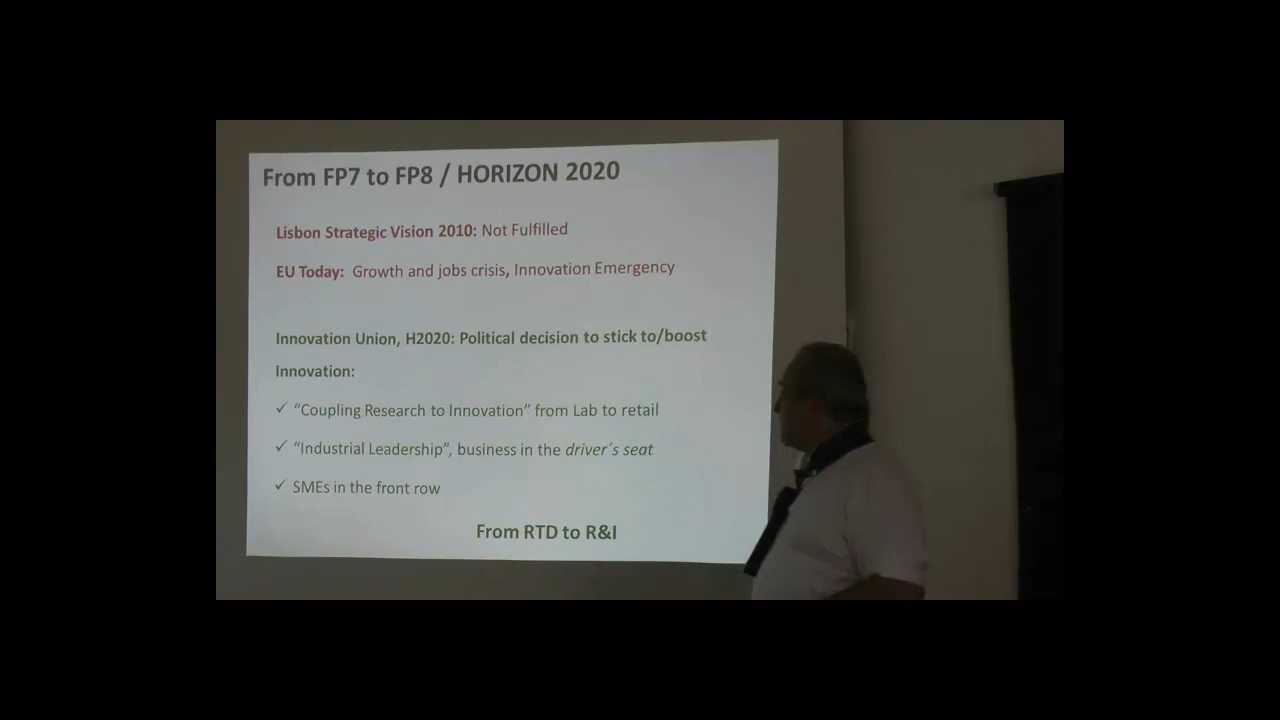 From FP7 to FP8 / HORIZON 2020
Lisbon Strategic Vision 2010: Not Fulfilled
EU Today: Growth and jobs crisis, Innovation Emergency
Innovation Union, H2020: Political decision to stick to/boost
Innovation:
✓ “Coupling Research to Innovation” from Lab to retail
✓ “Industrial Leadership”, business in the driver´s seat
✓ SMEs in the front row
From RTD to R&I